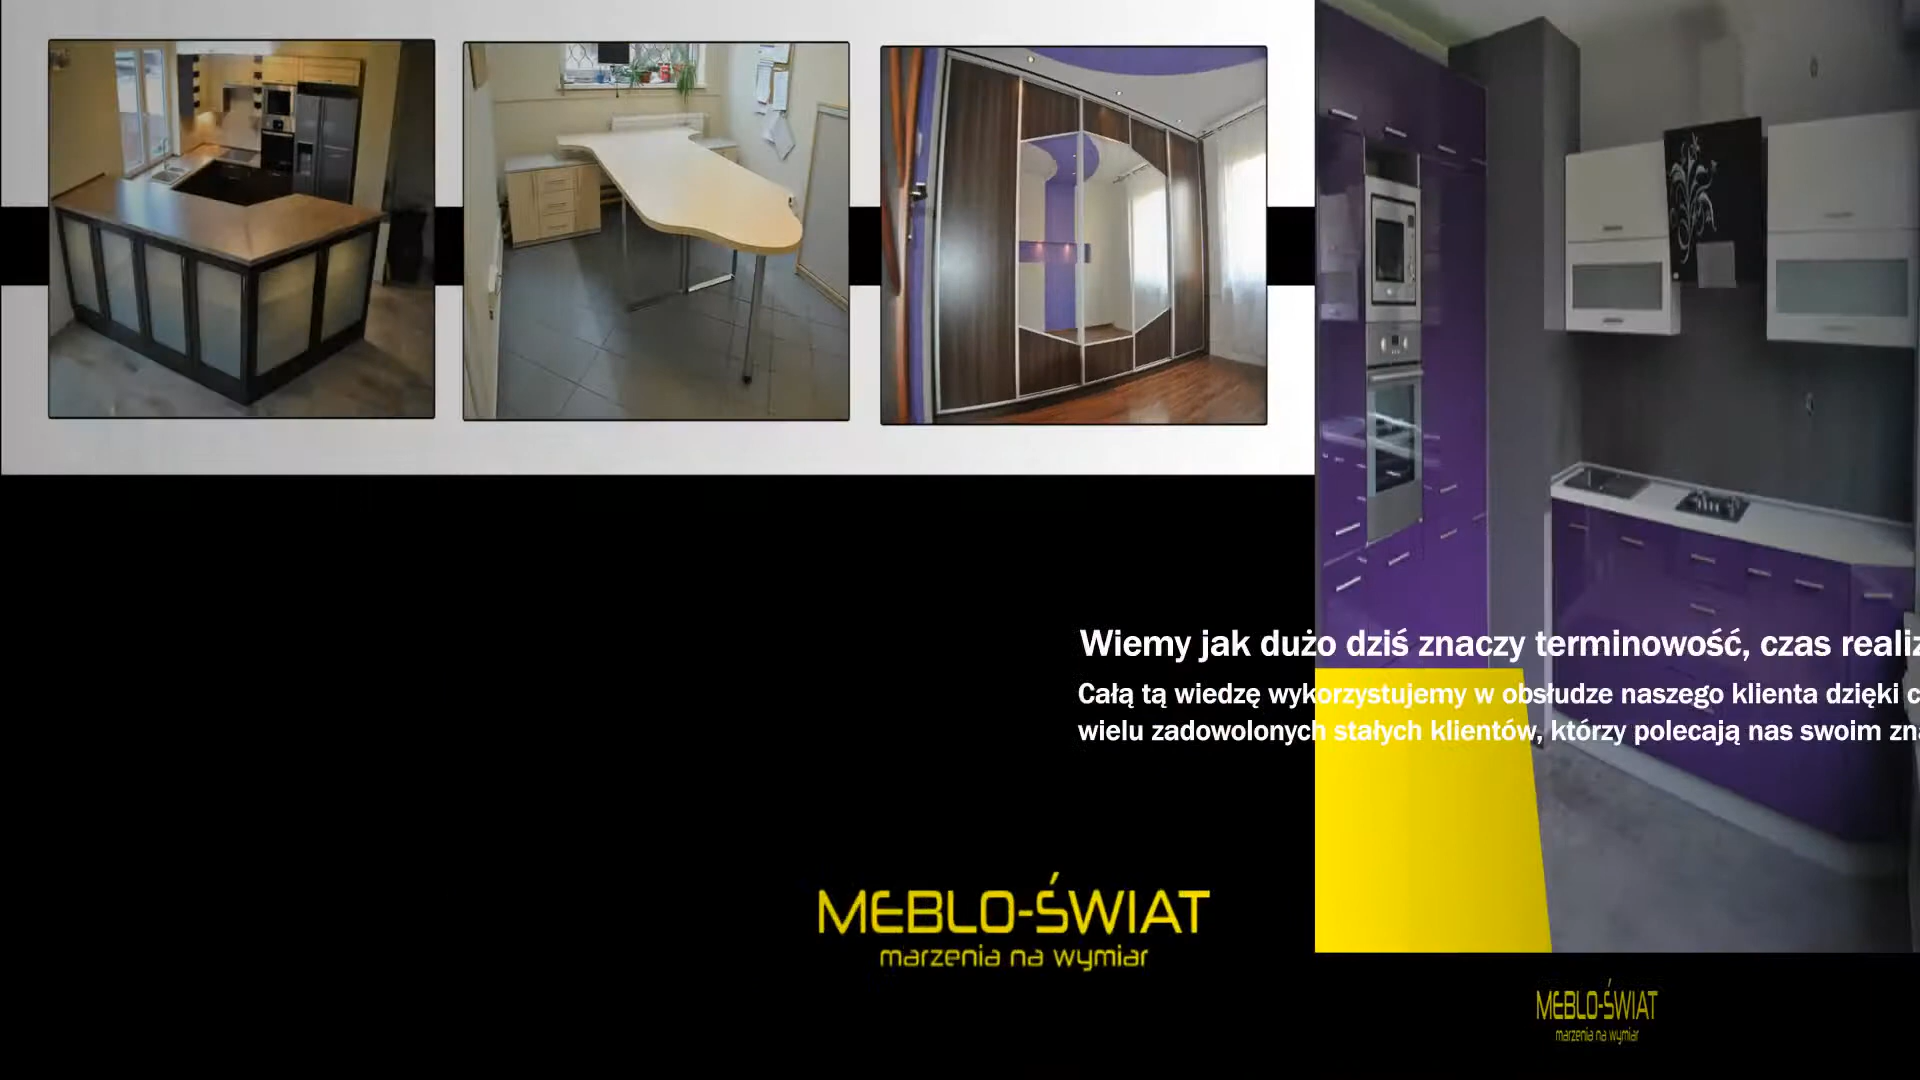 Wiemy jak dużo dziś znaczy terminowość, czas realiz
Całą tą wiedzę wykorzystujemy w obsłudze naszego klienta dzięki c
wielu zadowolonych stałych klientów, którzy polecają nas swoim zna
MEBLO-ŚWIAT
marzenia na wymiar
MEBLO-ŚWIAT
marzenia na wymiar